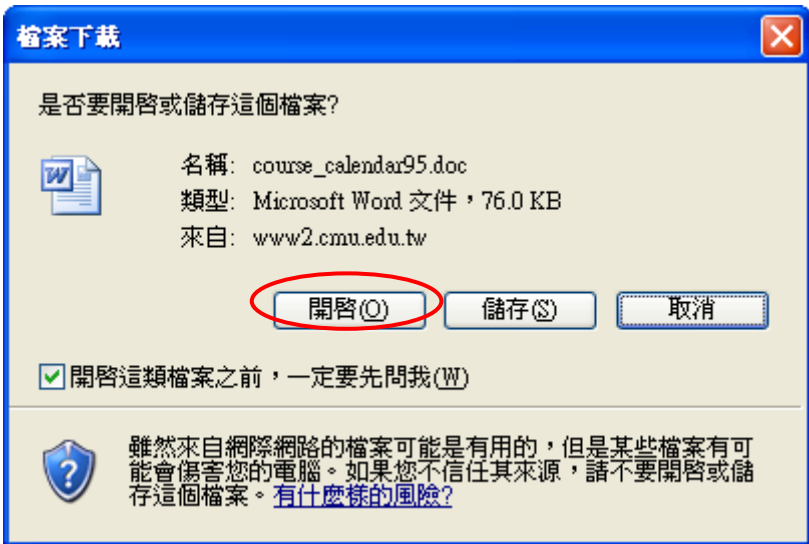 檔案下載
是否要開啓或儲存這個檔案?
名稱: course_calendar95.doc
類型: Microsoft Word 文件，76.0 KB
來自: www2.cmu.edu.tw
開啓(O) 儲存(S) 取消
開啓這類檔案之前，一定要先問我(W)
雖然來自網際網路的檔案可能是有用的，但是某些檔案有可
能會傷害您的電腦。如果您不信任其來源，請不要開啓或儲
存這個檔案。有什麼樣的風險?